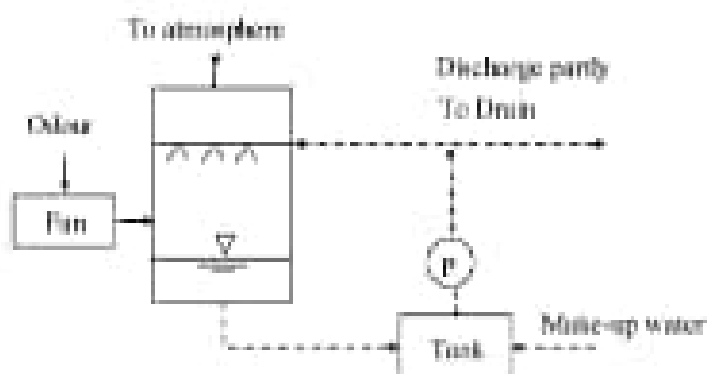 To atmosphere
Discharge partly
To Drain
Odour
Fan
P
Make-up water
Tank